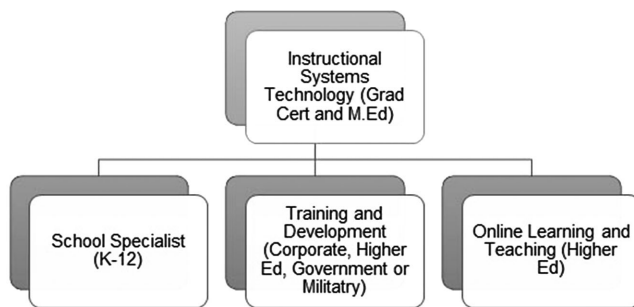 Instructional
Systems
Technology (Grad
Cert and M.Ed)
School Specialist
(K-12)
Training and
Development
(Corporate, Higher
Ed, Government or
Militatry)
Online Learning and
Teaching (Higher
Ed)